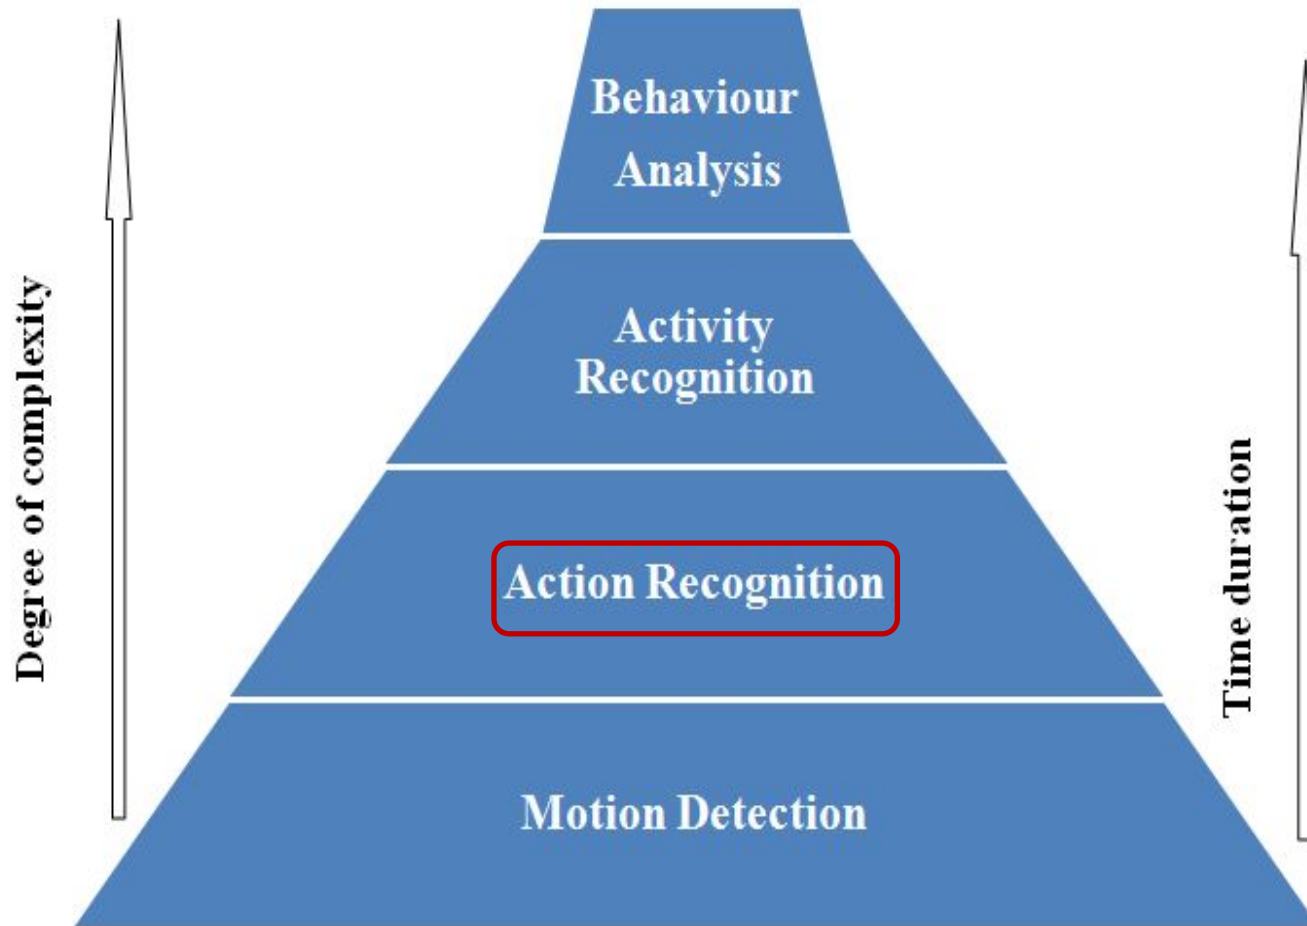 Behaviour
Analysis
Activity
Recognition
Action Recognition
Motion Detection
Degree of complexity
Time duration